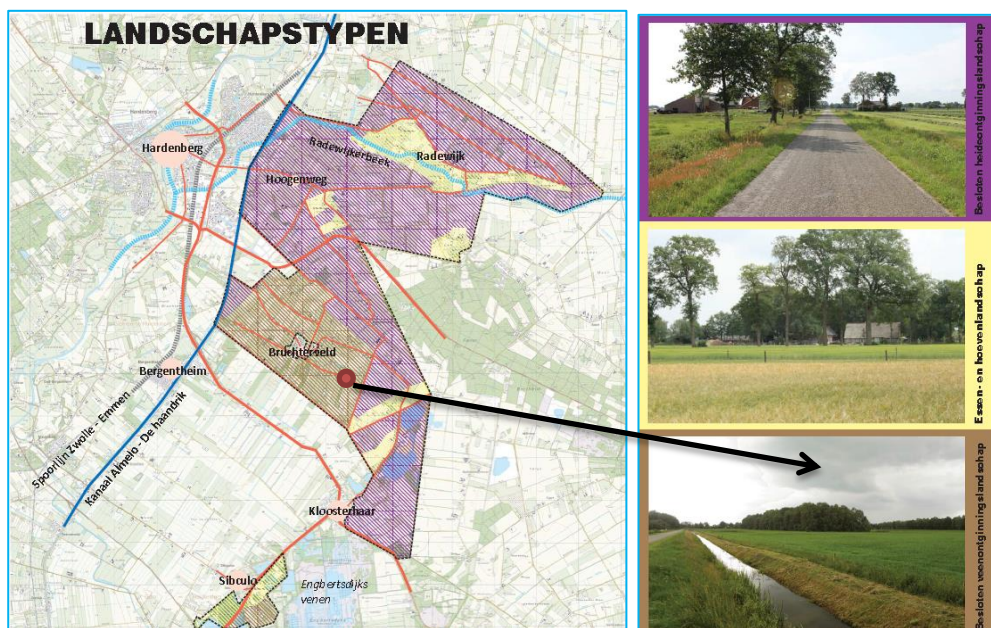 LANDSCHAPSTYPEN
Hardenberg
Radewijkerbeek
Radewijk
Hoogenweg
Bruchterveld
Bergentheim
Spoorlijn Zwolle - Emmen
Kanaal Almelo - De haandrik
Kloosterhaar
Sibculo
Engbertsdijks
venen
Besloten heideontginningslandschap
Essen- en hoevenlandschap
Besloten veenontginningslandschap